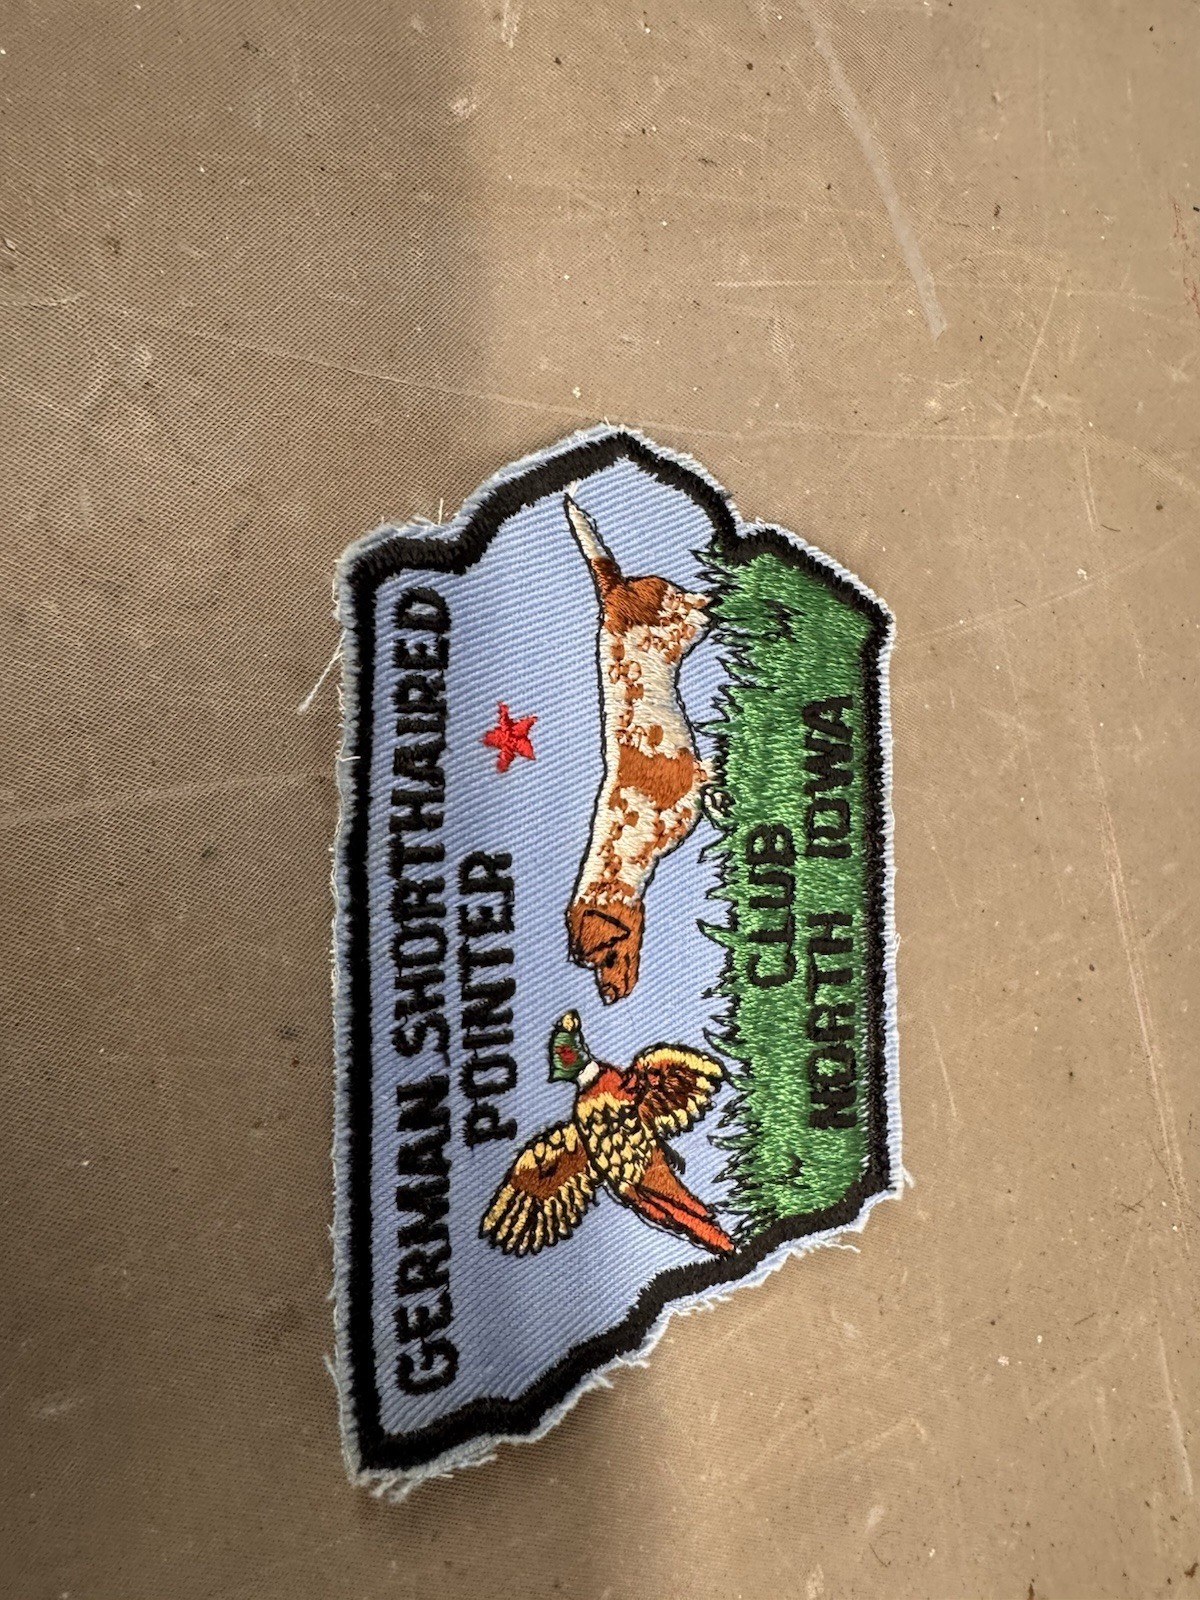 GERMAN SHORTHAIRED
POINTER
CLUB
NORTH IOWA